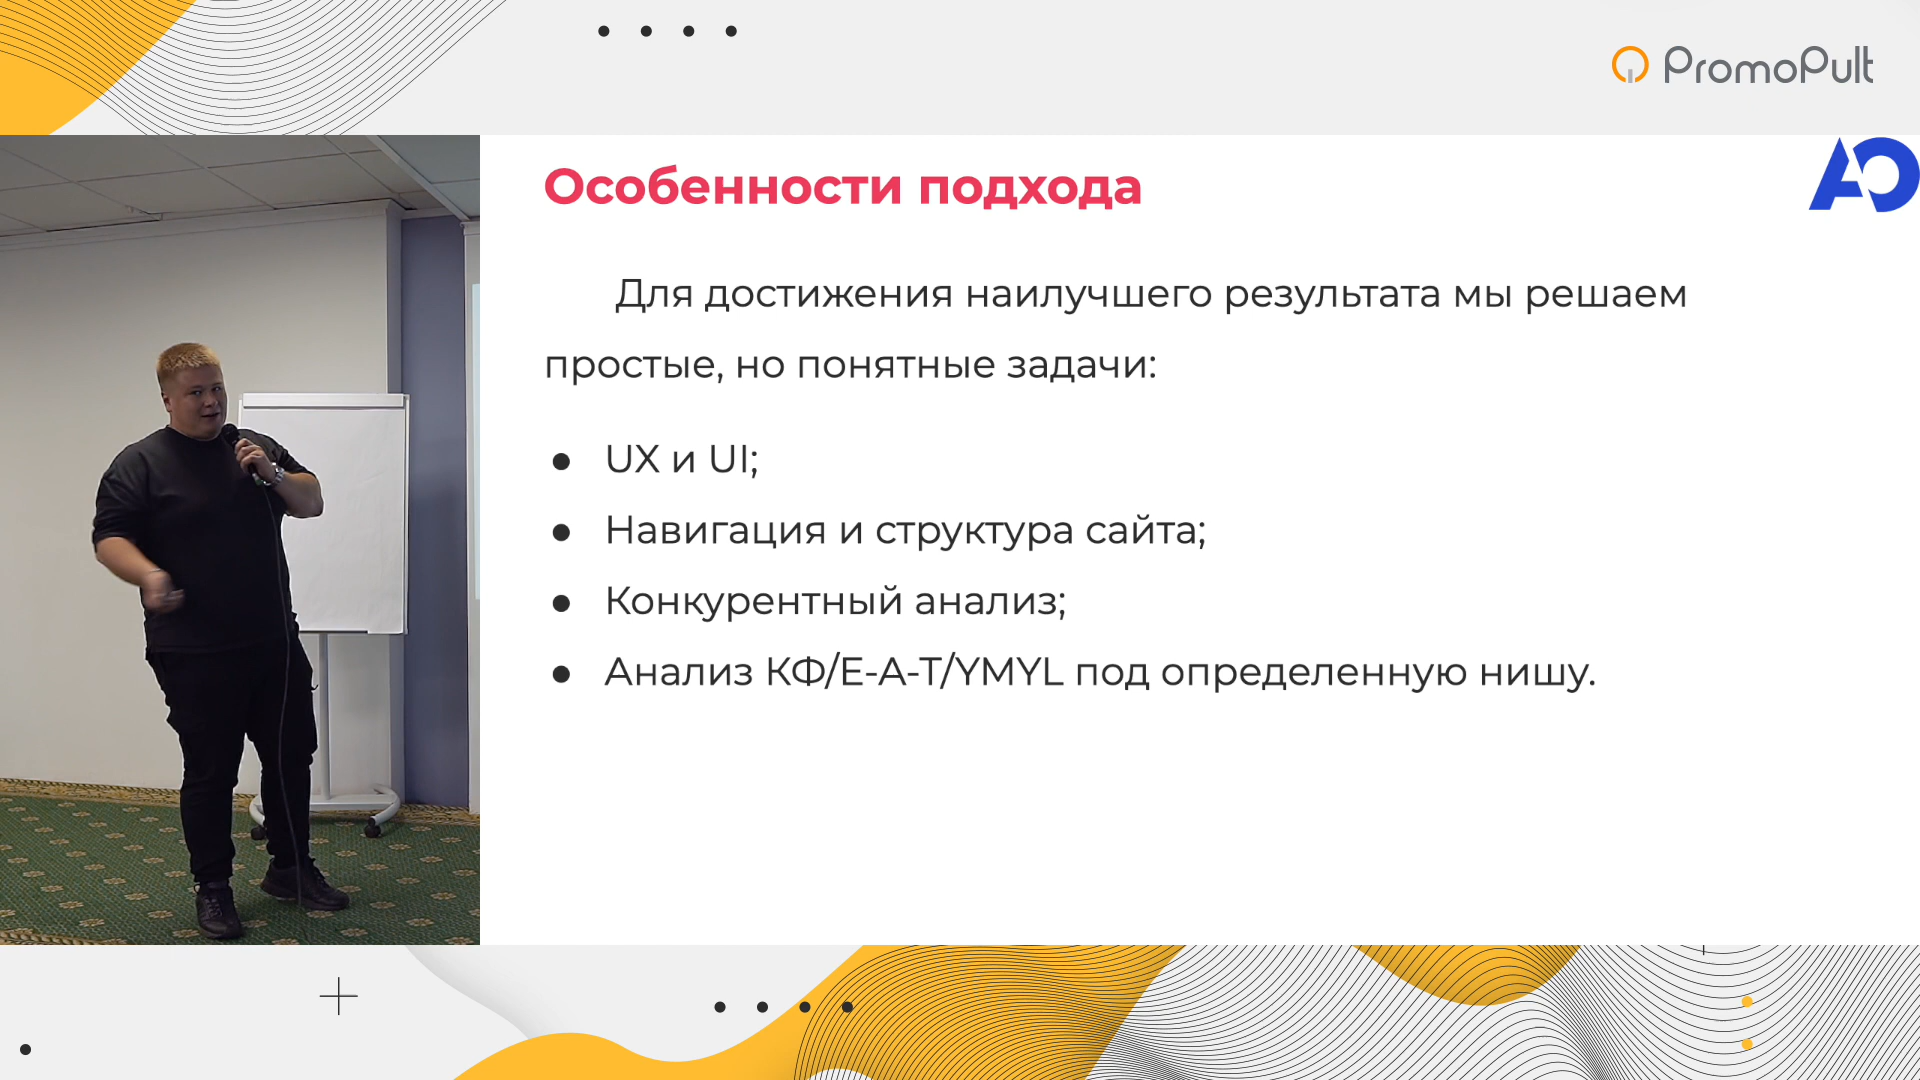 PromoPult
Особенности подхода
Для достижения наилучшего результата мы решаем
простые, но понятные задачи:
● UX и UI;
● Навигация и структура сайта;
● Конкурентный анализ;
● Анализ КФ/E-A-T/YMYL под определенную нишу.